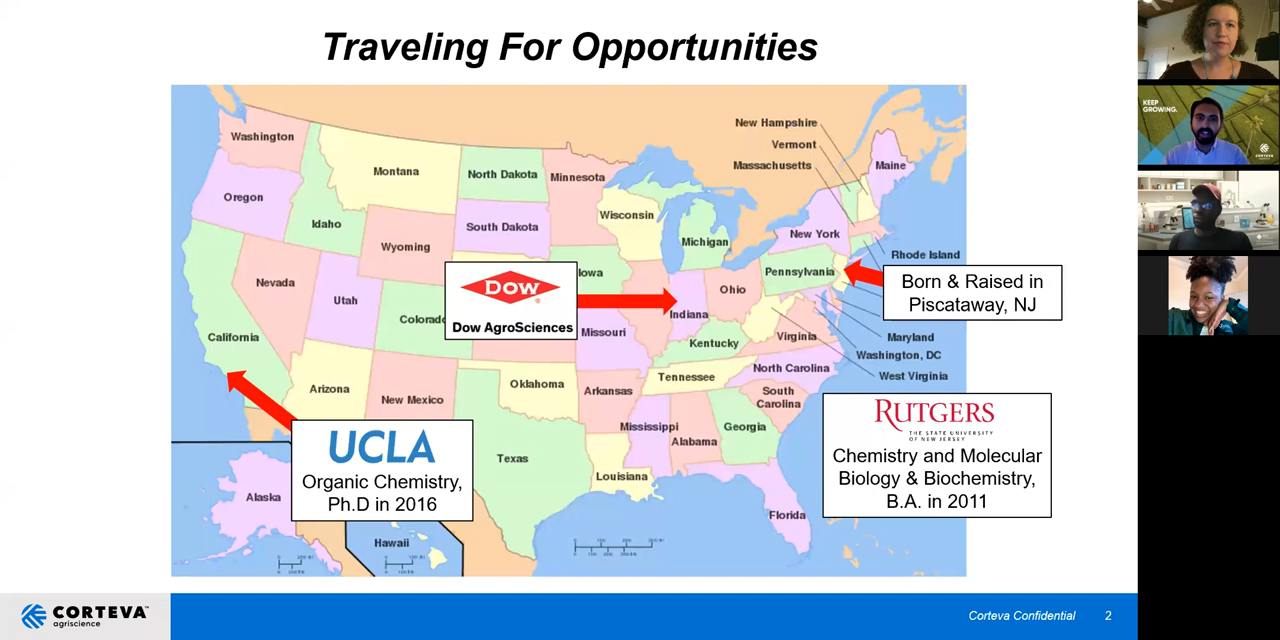 Traveling For Opportunities
Washington
Oregon
Idaho
Montana
Wyoming
Nevada
Utah
California
Colorado
Arizona
New Mexico
North Dakota
South Dakota
Minnesota
Wisconsin
Michigan
Iowa
Missouri
Indiana
Ohio
Kentucky
Tennessee
Oklahoma
Arkansas
Texas
Louisiana
Mississippi
Alabama
Georgia
Florida
South
Carolina
North Carolina
Virginia
Pennsylvania
New York
Maine
New Hampshire
Vermont
Massachusetts
Rhode Island
Maryland
Washington, DC
West Virginia
Alaska
Hawaii
DOW
Dow AgroSciences
Born & Raised in
Piscataway, NJ
UCLA
Organic Chemistry,
Ph.D in 2016
RUTGERS
THE STATE UNIVERSITY
OF NEW JERSEY
Chemistry and Molecular
Biology & Biochemistry,
B.A. in 2011
CORTEVA™
agriscience
Corteva Confidential
2
KEEP
GROWING.
CORTEVA